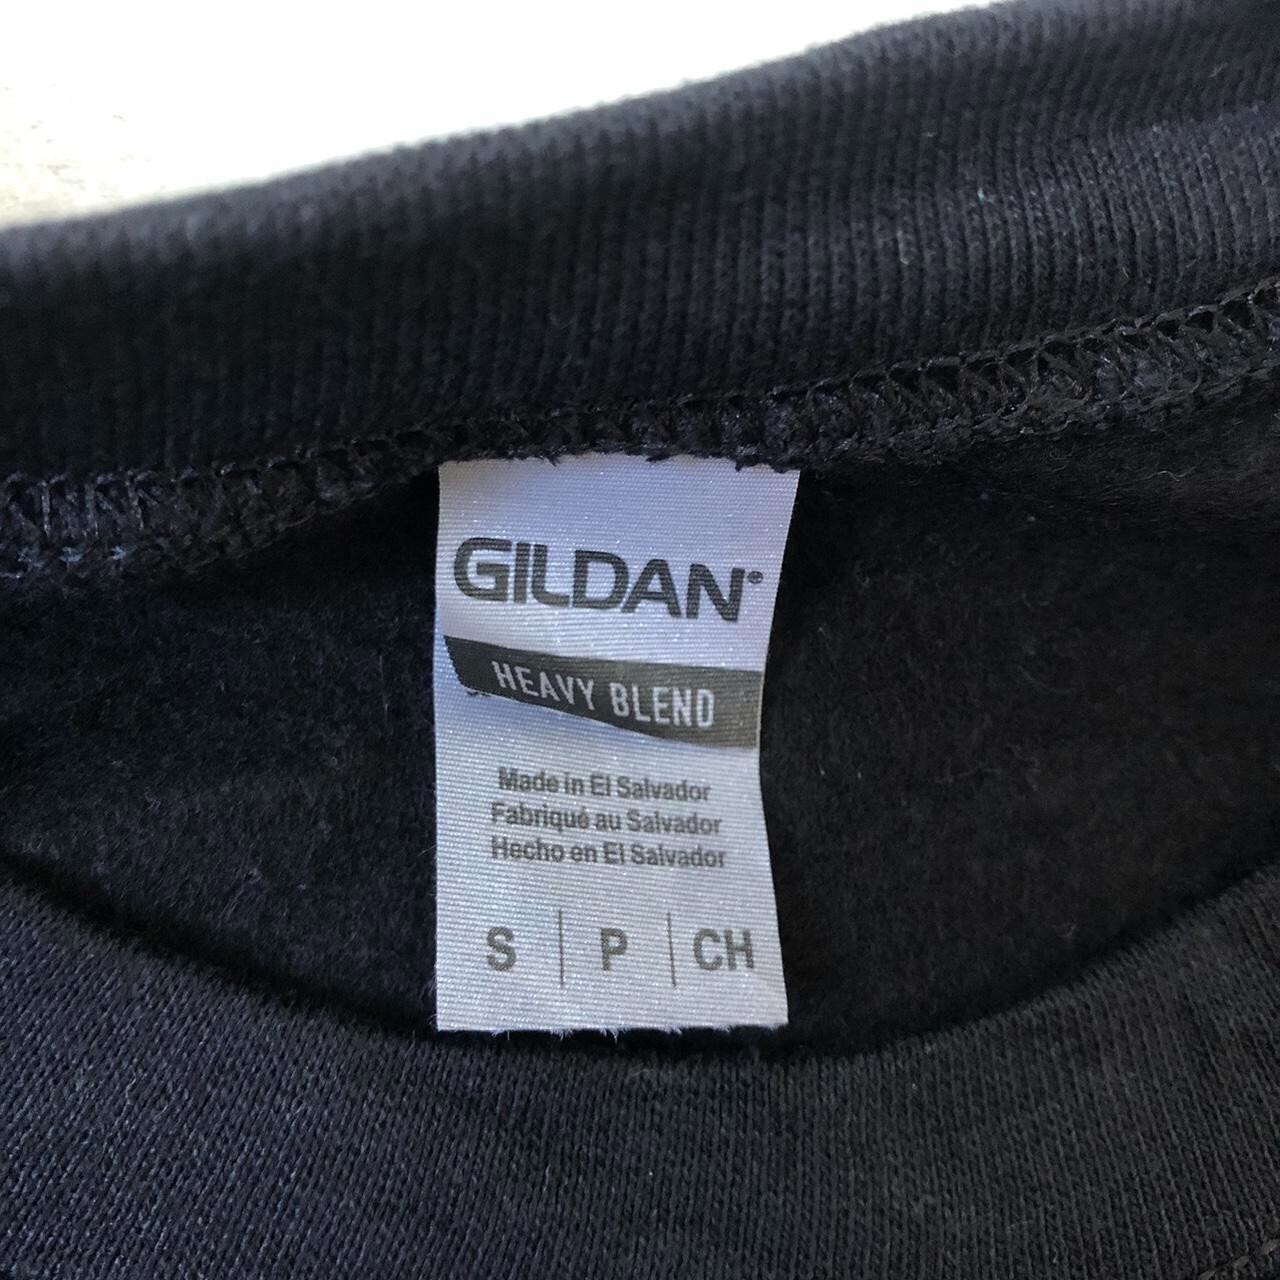 GILDAN®
HEAVY BLEND
Made in El Salvador
Fabriqué au Salvador
Hecho en El Salvador
S | P | CH